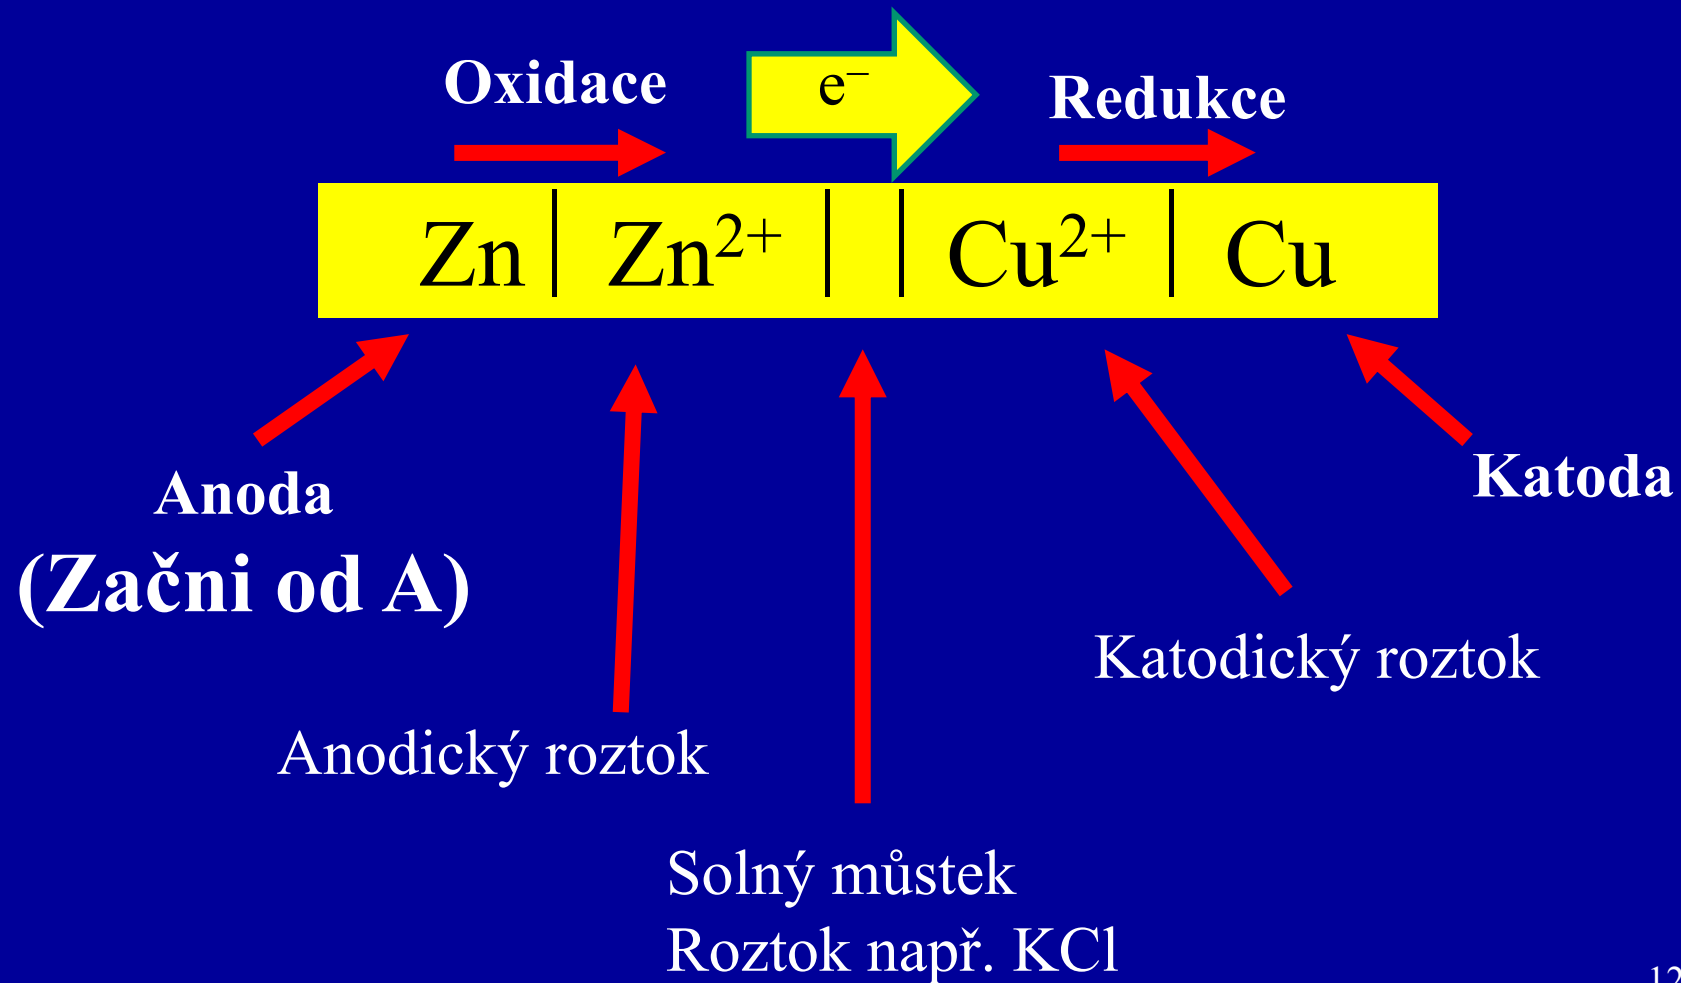 Oxidace e⁻ Redukce
Zn | Zn²⁺ | | Cu²⁺ | Cu
Anoda
Katoda
(Začni od A)
Katodický roztok
Anodický roztok
Solný můstek
Roztok např. KCl
12